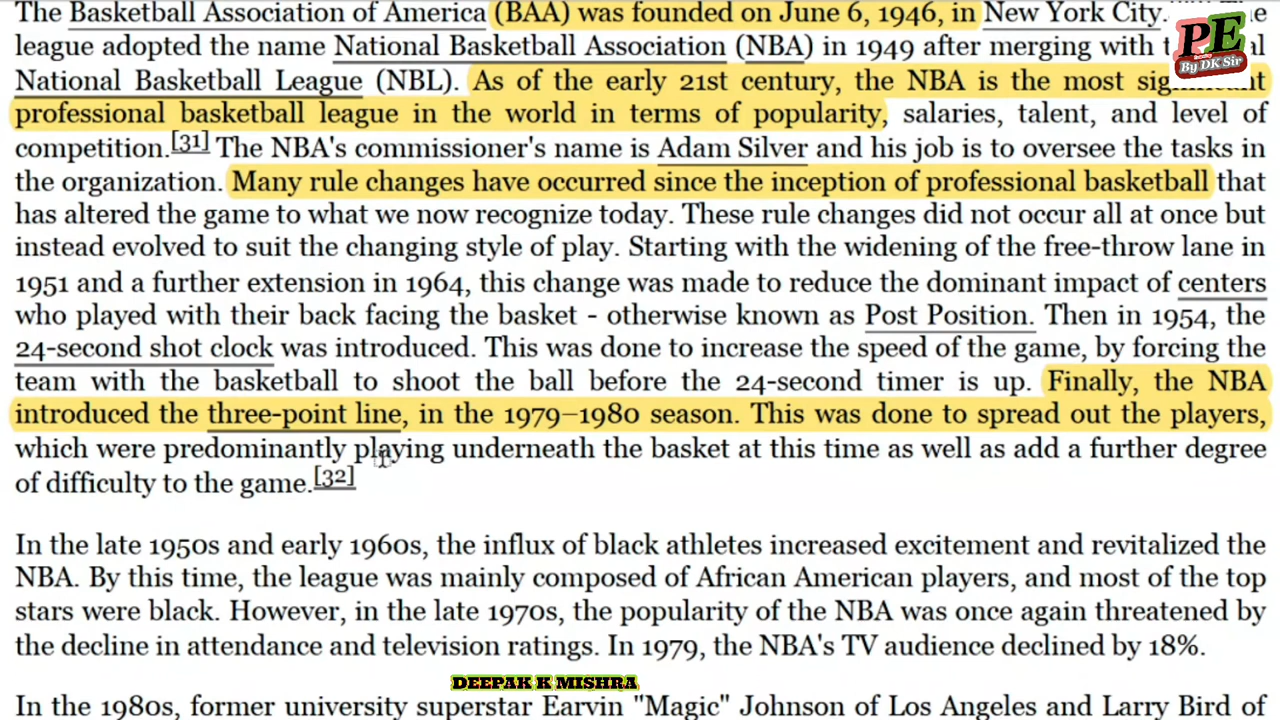 The Basketball Association of America (BAA) was founded on June 6, 1946, in New York City.
league adopted the name National Basketball Association (NBA) in 1949 after merging with
National Basketball League (NBL). As of the early 21st century, the NBA is the most
professional basketball league in the world in terms of popularity, salaries, talent, and level of
competition.[31] The NBA's commissioner's name is Adam Silver and his job is to oversee the tasks in
the organization. Many rule changes have occurred since the inception of professional basketball that
has altered the game to what we now recognize today. These rule changes did not occur all at once but
instead evolved to suit the changing style of play. Starting with the widening of the free-throw lane in
1951 and a further extension in 1964, this change was made to reduce the dominant impact of centers
who played with their back facing the basket - otherwise known as Post Position. Then in 1954, the
24-second shot clock was introduced. This was done to increase the speed of the game, by forcing the
team with the basketball to shoot the ball before the 24-second timer is up. Finally, the NBA
introduced the three-point line, in the 1979–1980 season. This was done to spread out the players,
which were predominantly playing underneath the basket at this time as well as add a further degree
of difficulty to the game.[32]
In the late 1950s and early 1960s, the influx of black athletes increased excitement and revitalized the
NBA. By this time, the league was mainly composed of African American players, and most of the top
stars were black. However, in the late 1970s, the popularity of the NBA was once again threatened by
the decline in attendance and television ratings. In 1979, the NBA's TV audience declined by 18%.
In the 1980s, former university superstar Earvin "Magic" Johnson of Los Angeles and Larry Bird of
PE
By DK Sir
DEEPAK K MISHRA